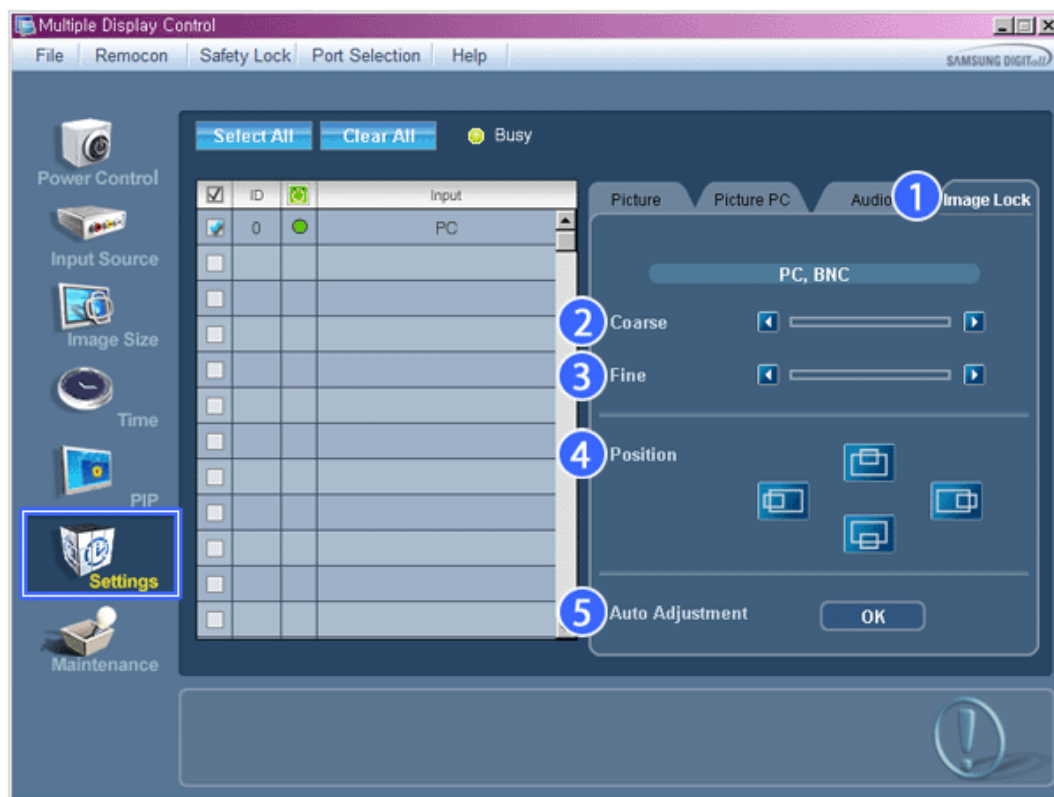 Multiple Display Control
File Remocon Safety Lock Port Selection Help
SAMSUNG DIGITall
Select All Clear All Busy
Power Control
Input Source
Image Size
Time
PIP
Settings
Maintenance
ID Input
0 PC
Picture Picture PC Audio 1 Image Lock
PC, BNC
2 Coarse
3 Fine
4 Position
5 Auto Adjustment OK